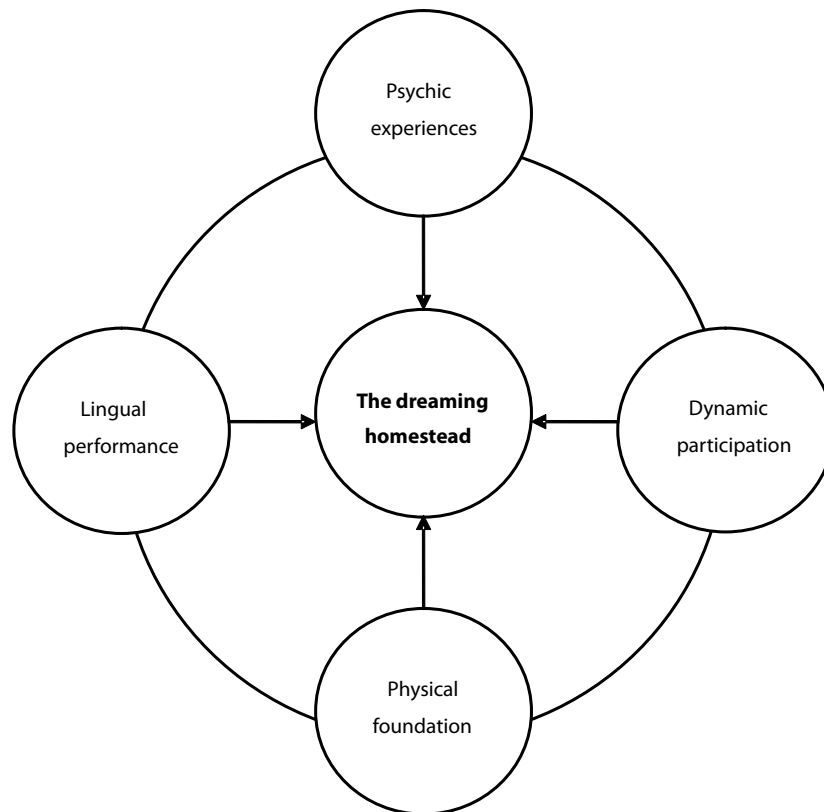 Psychic
experiences
Lingual
performance
The dreaming
homestead
Dynamic
participation
Physical
foundation